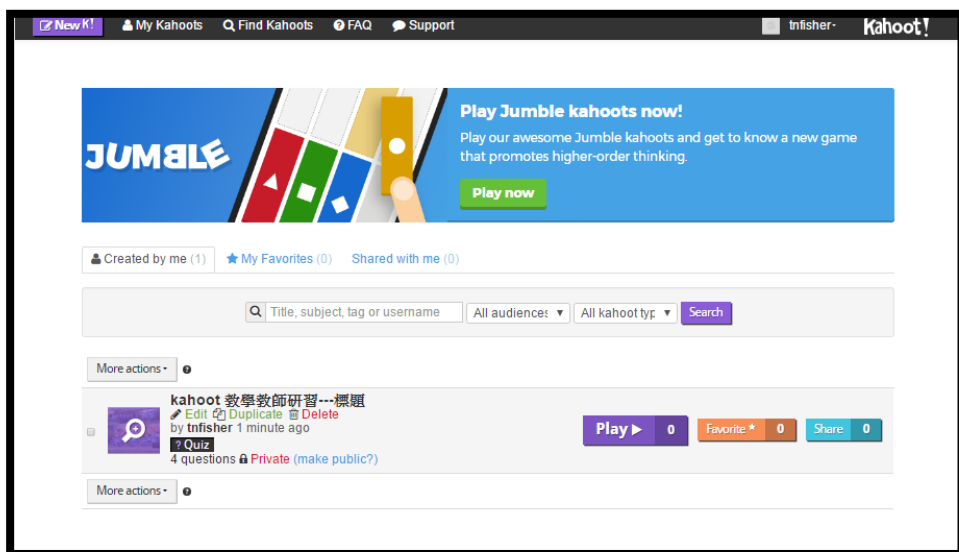 New K! My Kahoots Find Kahoots FAQ Support tnfisher Kahoot!
JUMBLE
Play Jumble kahoots now!
Play our awesome Jumble kahoots and get to know a new game
that promotes higher-order thinking.
Play now
Created by me (1) My Favorites (0) Shared with me (0)
Title, subject, tag or username All audiences All kahoot typ Search
More actions
kahoot 教學教師研習---標題
Edit Duplicate Delete
by tnfisher 1 minute ago
? Quiz
4 questions Private (make public?)
Play 0 Favorite 0 Share 0
More actions